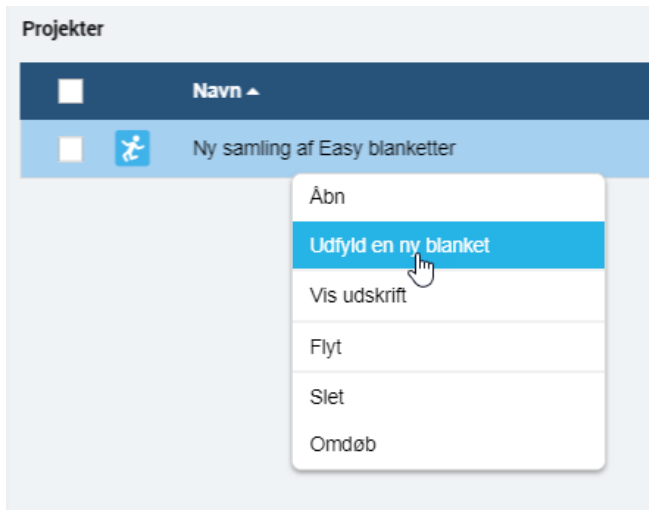 Projekter
Navn
Ny samling af Easy blanketter
Åbn
Udfyld en ny blanket
Vis udskrift
Flyt
Slet
Omdøb